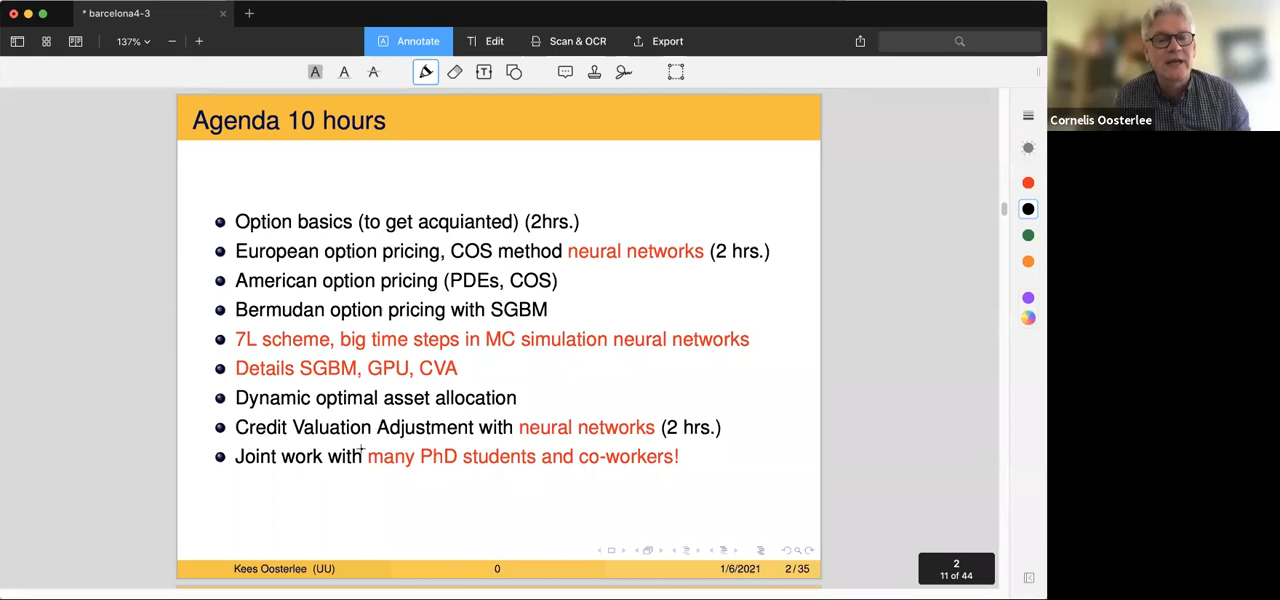 * barcelona4-3
137%
Annotate
Edit
Scan & OCR
Export
A
A
A
T
Agenda 10 hours
Option basics (to get acquianted) (2hrs.)
European option pricing, COS method neural networks (2 hrs.)
American option pricing (PDEs, COS)
Bermudan option pricing with SGBM
7L scheme, big time steps in MC simulation neural networks
Details SGBM, GPU, CVA
Dynamic optimal asset allocation
Credit Valuation Adjustment with neural networks (2 hrs.)
Joint work with many PhD students and co-workers!
Kees Oosterlee (UU)
0
1/6/2021
2 / 35
2
11 of 44
Cornelis Oosterlee